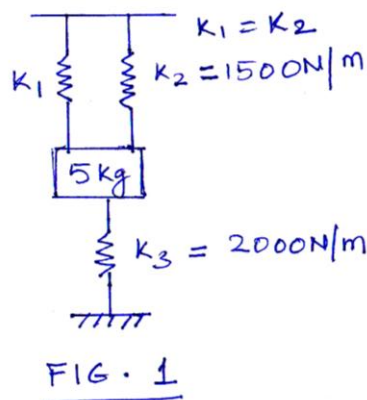 K1 = K2
K1
K2 = 1500N/m
5kg
K3 = 2000N/m
FIG. 1